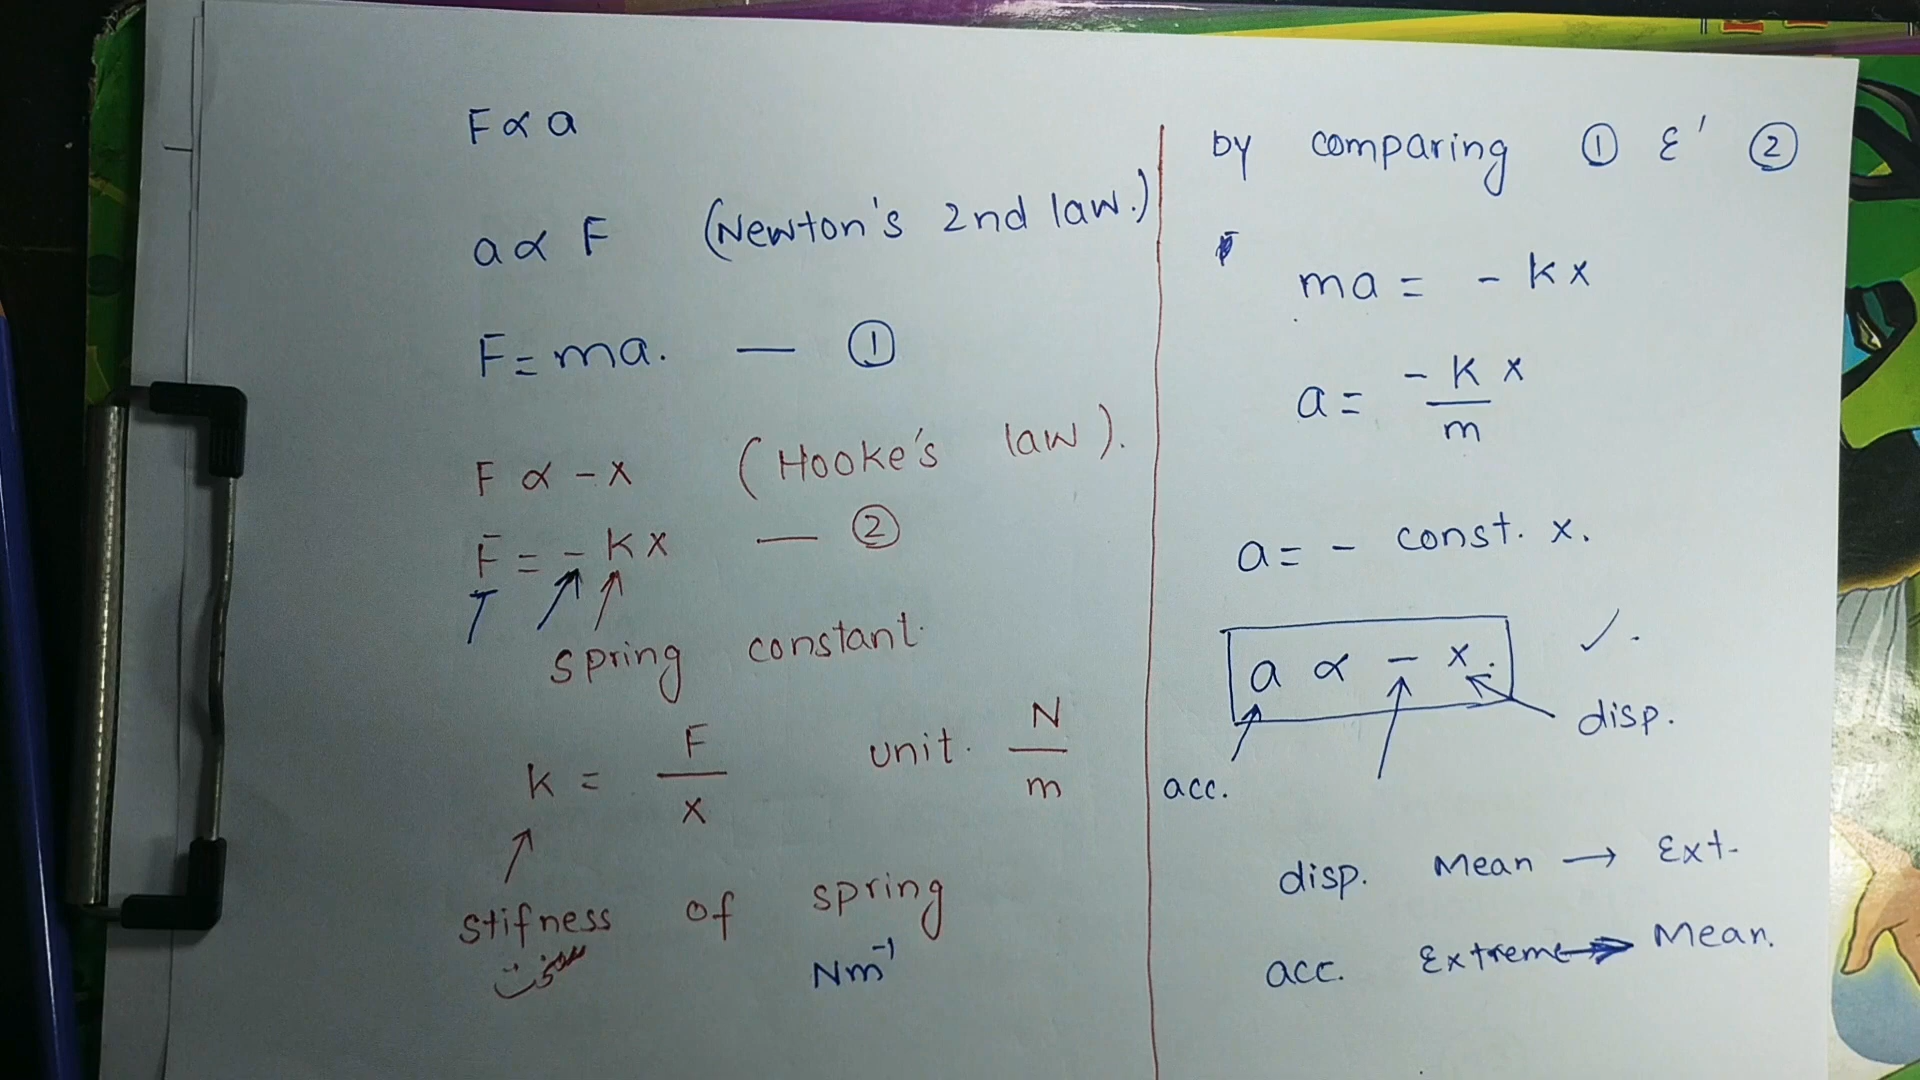 F ∝ a
a ∝ F (Newton's 2nd law.)
F = ma. — ①
F ∝ - x (Hooke's law).
F = - kx — ②
spring constant.
k = F / x unit. N / m
stifness of spring
سخت
Nm⁻¹
by comparing ① & ②
ma = - kx
a = - k / m x
a = - const. x.
a ∝ - x. ✓.
disp.
acc.
disp. Mean → Ext.
acc. Extreme → Mean.